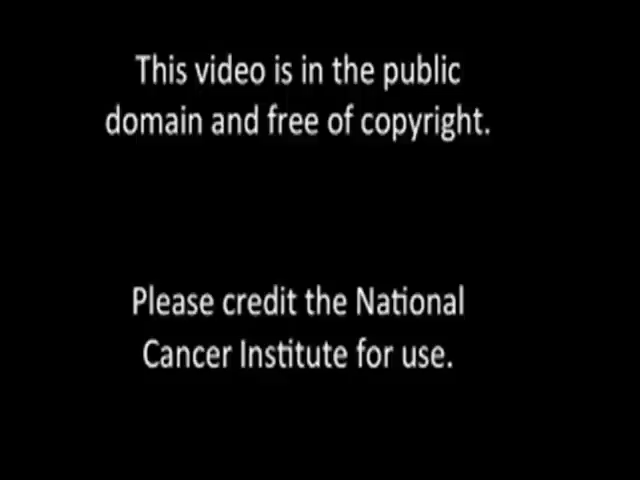 This video is in the public
domain and free of copyright.
Please credit the National
Cancer Institute for use.